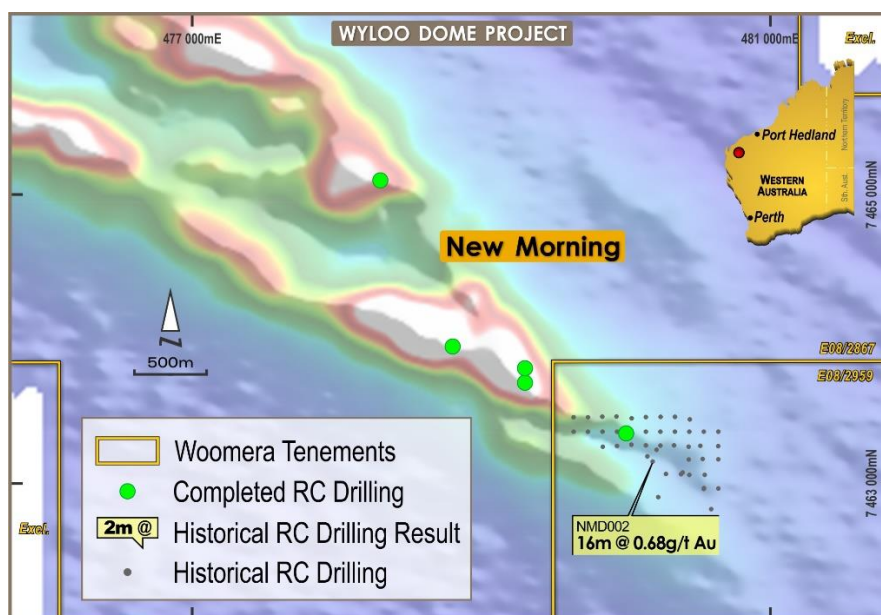 WYLOO DOME PROJECT
477 000mE
481 000mE
Exel.
Port Hedland
Northern Territory
WESTERN
AUSTRALIA
Sth. Aust.
Perth
7 465 000mN
New Morning
N
500m
E08/2867
E08/2959
7 463 000mN
Exel.
NMD002
16m @ 0.68g/t Au
Woomera Tenements
Completed RC Drilling
2m @
Historical RC Drilling Result
Historical RC Drilling